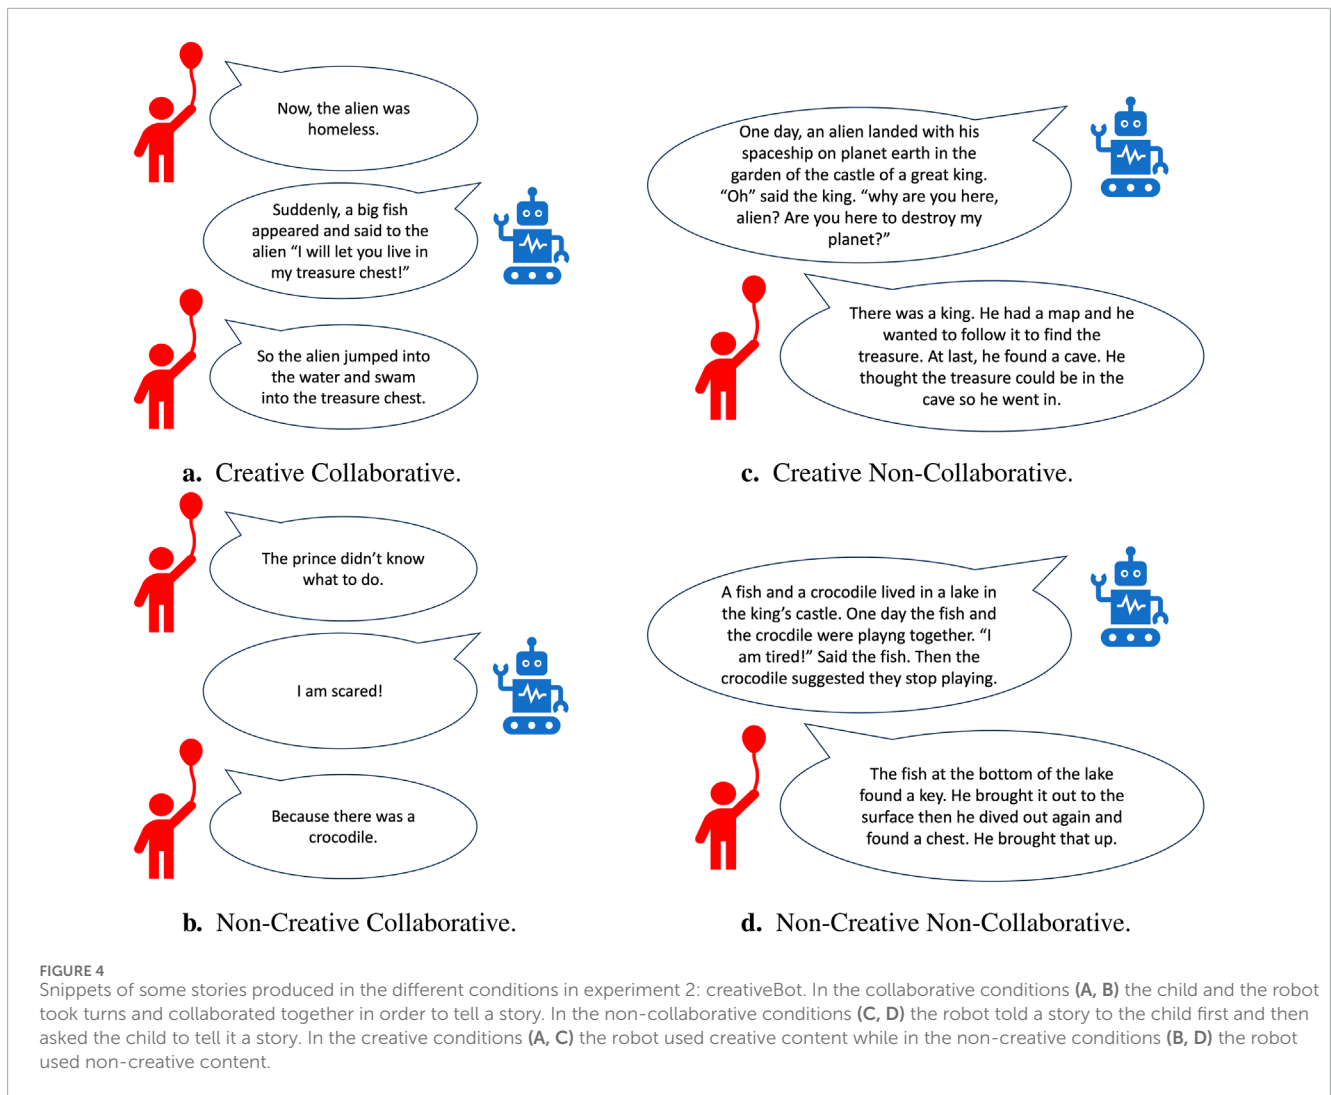 Now, the alien was
homeless.
Suddenly, a big fish
appeared and said to the
alien “I will let you live in
my treasure chest!”
So the alien jumped into
the water and swam
into the treasure chest.
a. Creative Collaborative.
The prince didn’t know
what to do.
I am scared!
Because there was a
crocodile.
b. Non-Creative Collaborative.
One day, an alien landed with his
spaceship on planet earth in the
garden of the castle of a great king.
“Oh” said the king. “why are you here,
alien? Are you here to destroy my
planet?”
There was a king. He had a map and he
wanted to follow it to find the
treasure. At last, he found a cave. He
thought the treasure could be in the
cave so he went in.
c. Creative Non-Collaborative.
A fish and a crocodile lived in a lake in
the king’s castle. One day the fish and
the crocdile were playng together. “I
am tired!” Said the fish. Then the
crocodile suggested they stop playing.
The fish at the bottom of the lake
found a key. He brought it out to the
surface then he dived out again and
found a chest. He brought that up.
d. Non-Creative Non-Collaborative.
FIGURE 4
Snippets of some stories produced in the different conditions in experiment 2: creativeBot. In the collaborative conditions (A, B) the child and the robot
took turns and collaborated together in order to tell a story. In the non-collaborative conditions (C, D) the robot told a story to the child first and then
asked the child to tell it a story. In the creative conditions (A, C) the robot used creative content while in the non-creative conditions (B, D) the robot
used non-creative content.